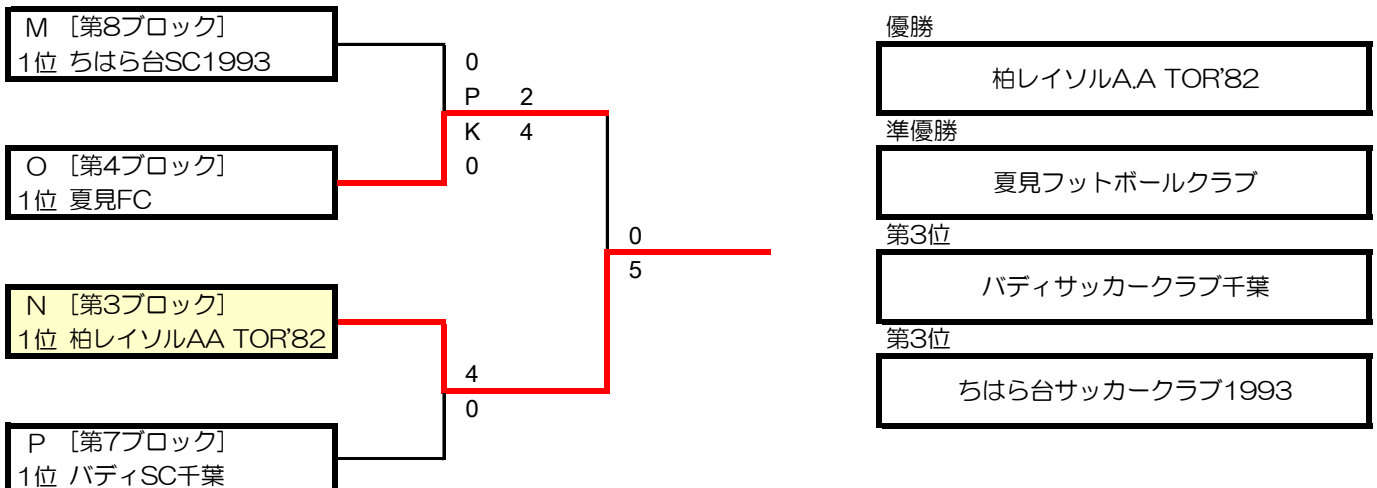 M [第8ブロック]
1位 ちはら台SC1993
0
P 2
K 4
0
O [第4ブロック]
1位 夏見FC
0
5
N [第3ブロック]
1位 柏レイソルAA TOR'82
4
0
P [第7ブロック]
1位 バディSC千葉
優勝
柏レイソルA.A TOR'82
準優勝
夏見フットボールクラブ
第3位
バディサッカークラブ千葉
第3位
ちはら台サッカークラブ1993